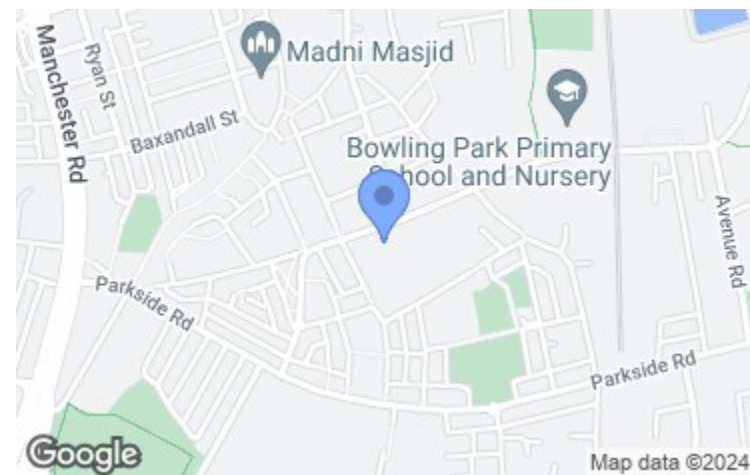 Manchester Rd
Ryan St
Madni Masjid
Baxandall St
Bowling Park Primary
School and Nursery
Avenue Rd
Parkside Rd
Parkside Rd
Google
Map data ©2024